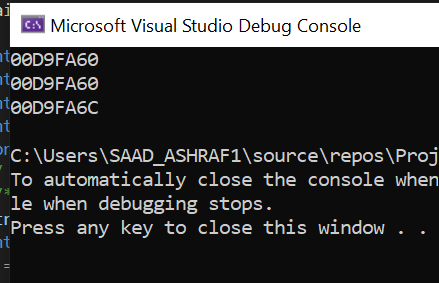 Microsoft Visual Studio Debug Console
00D9FA60
00D9FA60
00D9FA6C
C:\Users\SAAD_ASHRAF1\source\repos\Proj
To automatically close the console when
le when debugging stops.
Press any key to close this window . .